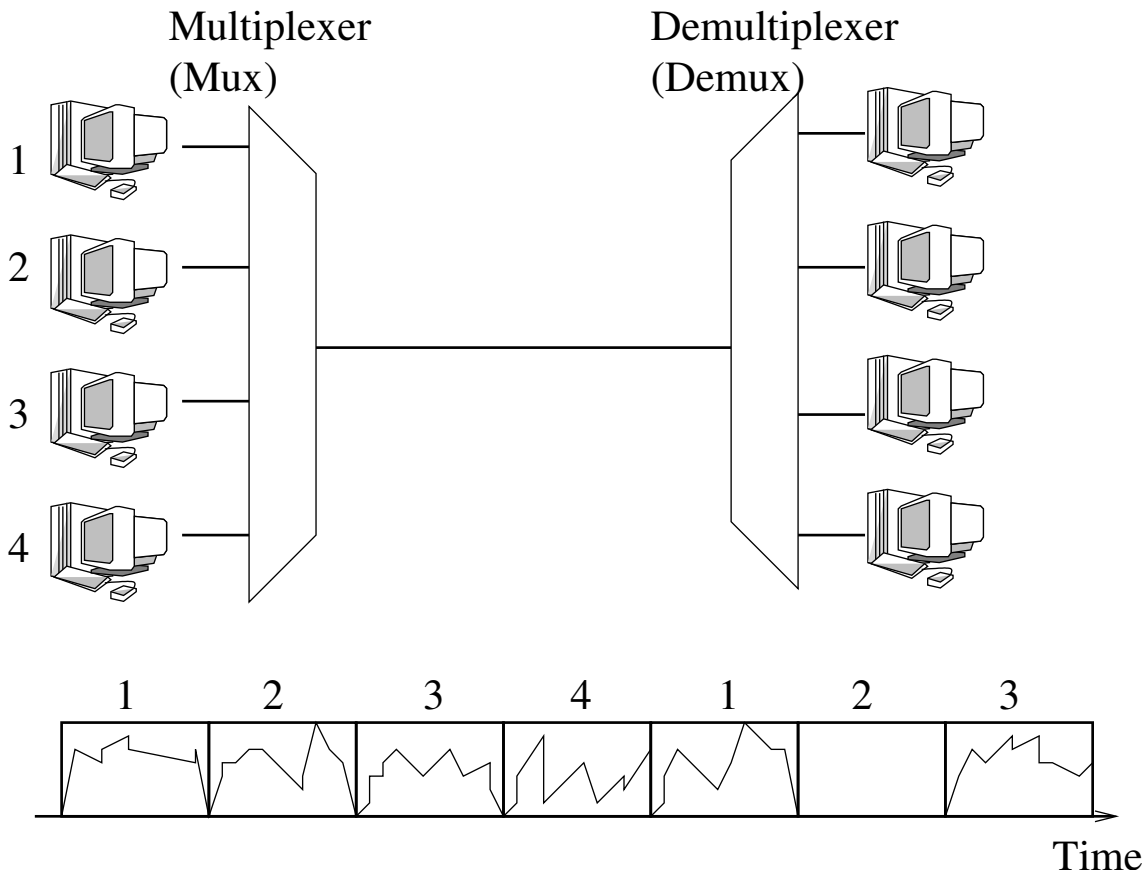 Multiplexer
(Mux)
Demultiplexer
(Demux)
1
2
3
4
1 2 3 4 1 2 3
Time